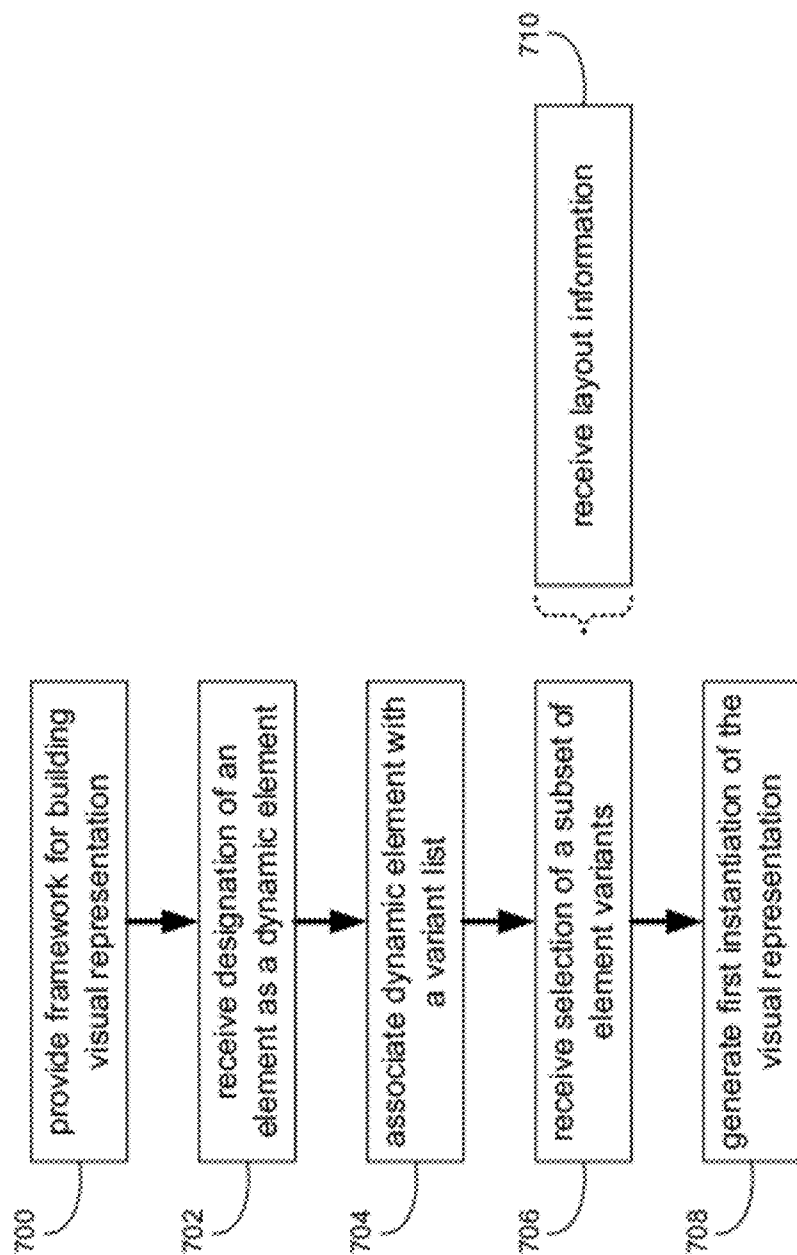 700
provide framework for building
visual representation
702
receive designation of an
element as a dynamic element
704
associate dynamic element with
a variant list
706
receive selection of a subset of
element variants
710
receive layout information
708
generate first instantiation of the
visual representation